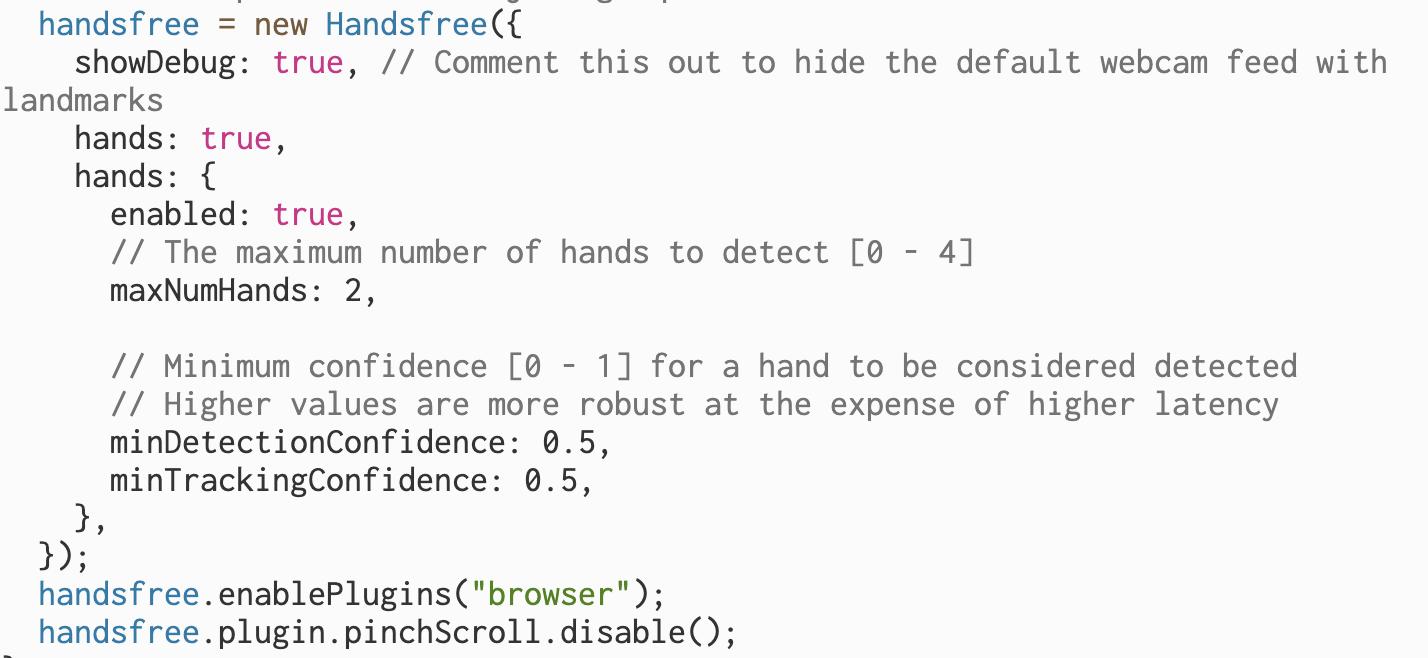 handsfree = new Handsfree({
showDebug: true, // Comment this out to hide the default webcam feed with
landmarks
hands: true,
hands: {
enabled: true,
// The maximum number of hands to detect [0 - 4]
maxNumHands: 2,
// Minimum confidence [0 - 1] for a hand to be considered detected
// Higher values are more robust at the expense of higher latency
minDetectionConfidence: 0.5,
minTrackingConfidence: 0.5,
},
});
handsfree.enablePlugins("browser");
handsfree.plugin.pinchScroll.disable();